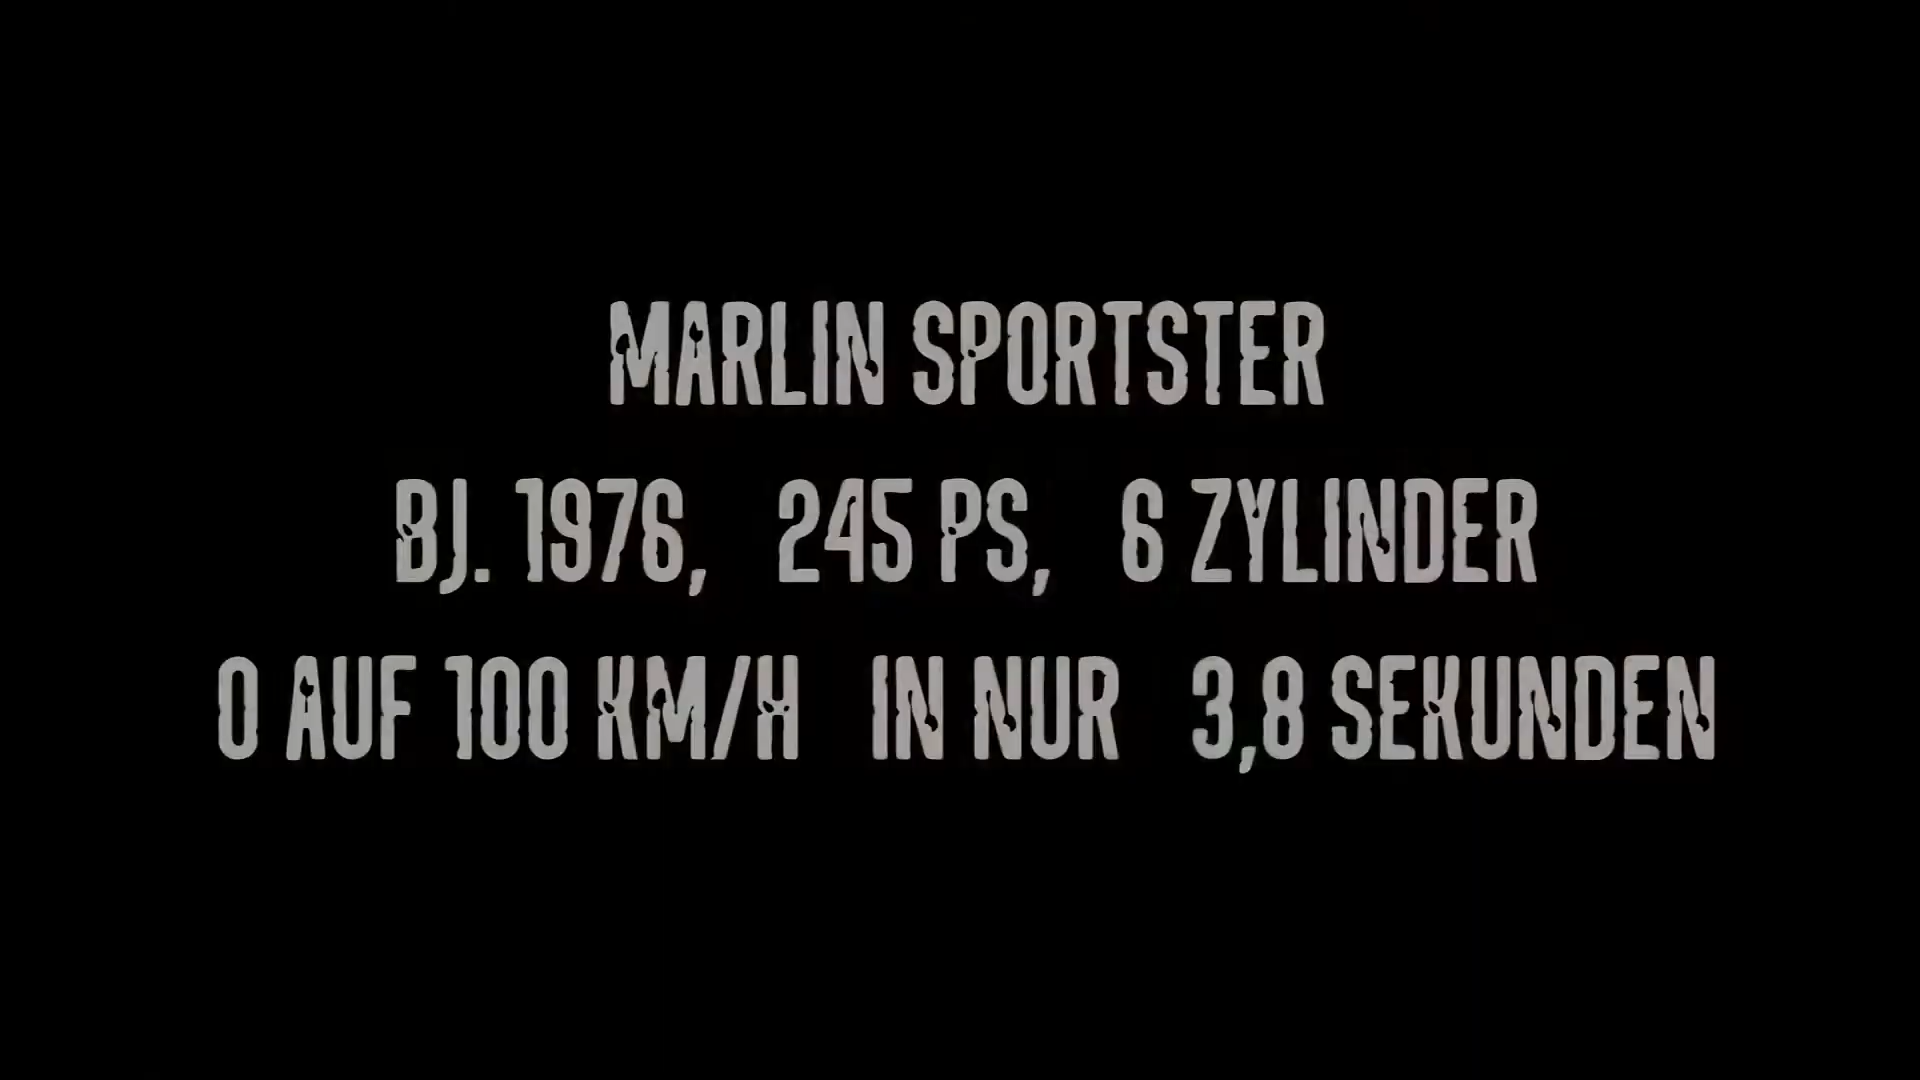 MARLIN SPORTSTER
BJ. 1976, 245 PS, 6 ZYLINDER
0 AUF 100 KM/H IN NUR 3,8 SEKUNDEN